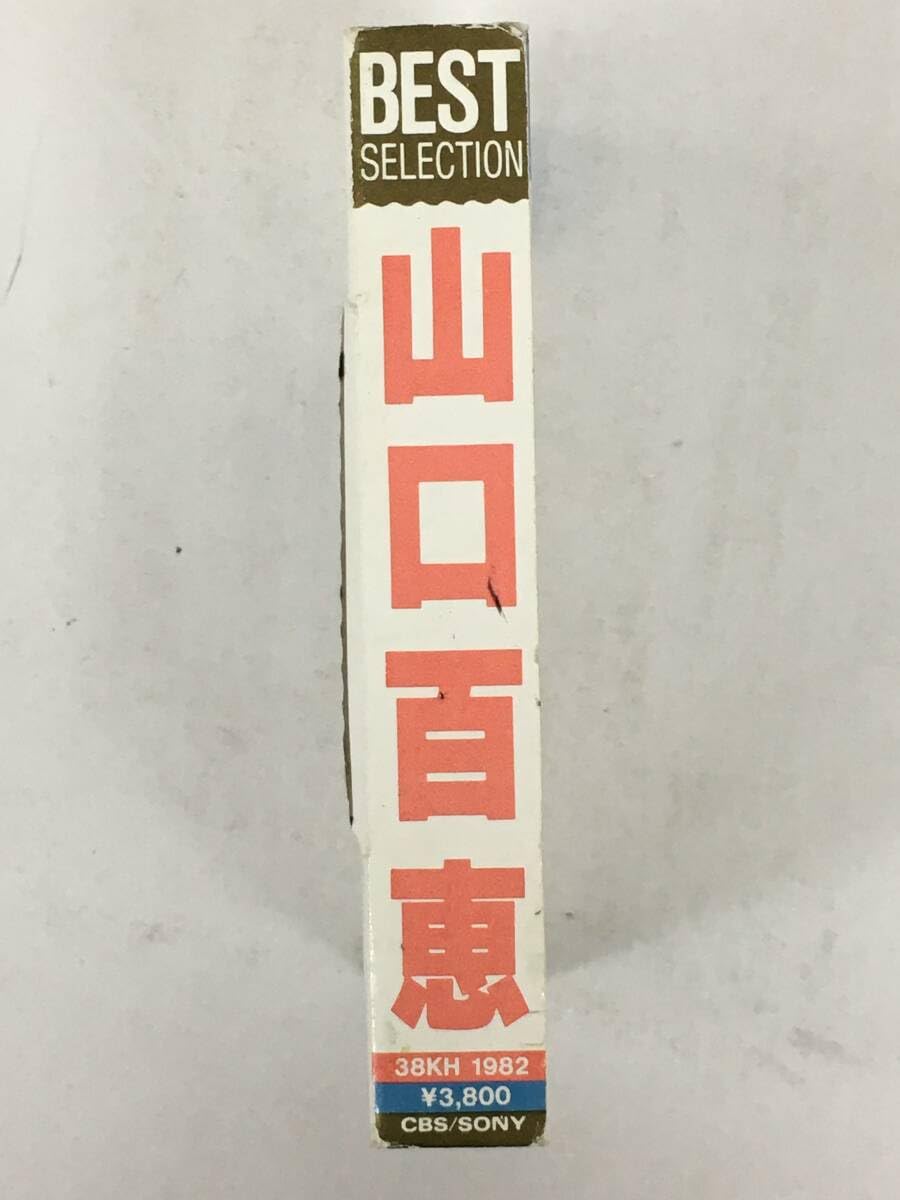 BEST
SELECTION
山口百恵
38KH 1982
¥3,800
CBS/SONY